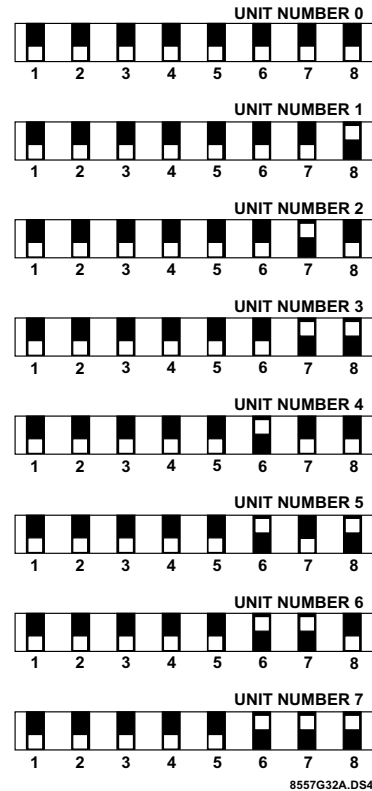 UNIT NUMBER 0
1 2 3 4 5 6 7 8
UNIT NUMBER 1
1 2 3 4 5 6 7 8
UNIT NUMBER 2
1 2 3 4 5 6 7 8
UNIT NUMBER 3
1 2 3 4 5 6 7 8
UNIT NUMBER 4
1 2 3 4 5 6 7 8
UNIT NUMBER 5
1 2 3 4 5 6 7 8
UNIT NUMBER 6
1 2 3 4 5 6 7 8
UNIT NUMBER 7
1 2 3 4 5 6 7 8
8557G32A.DS4